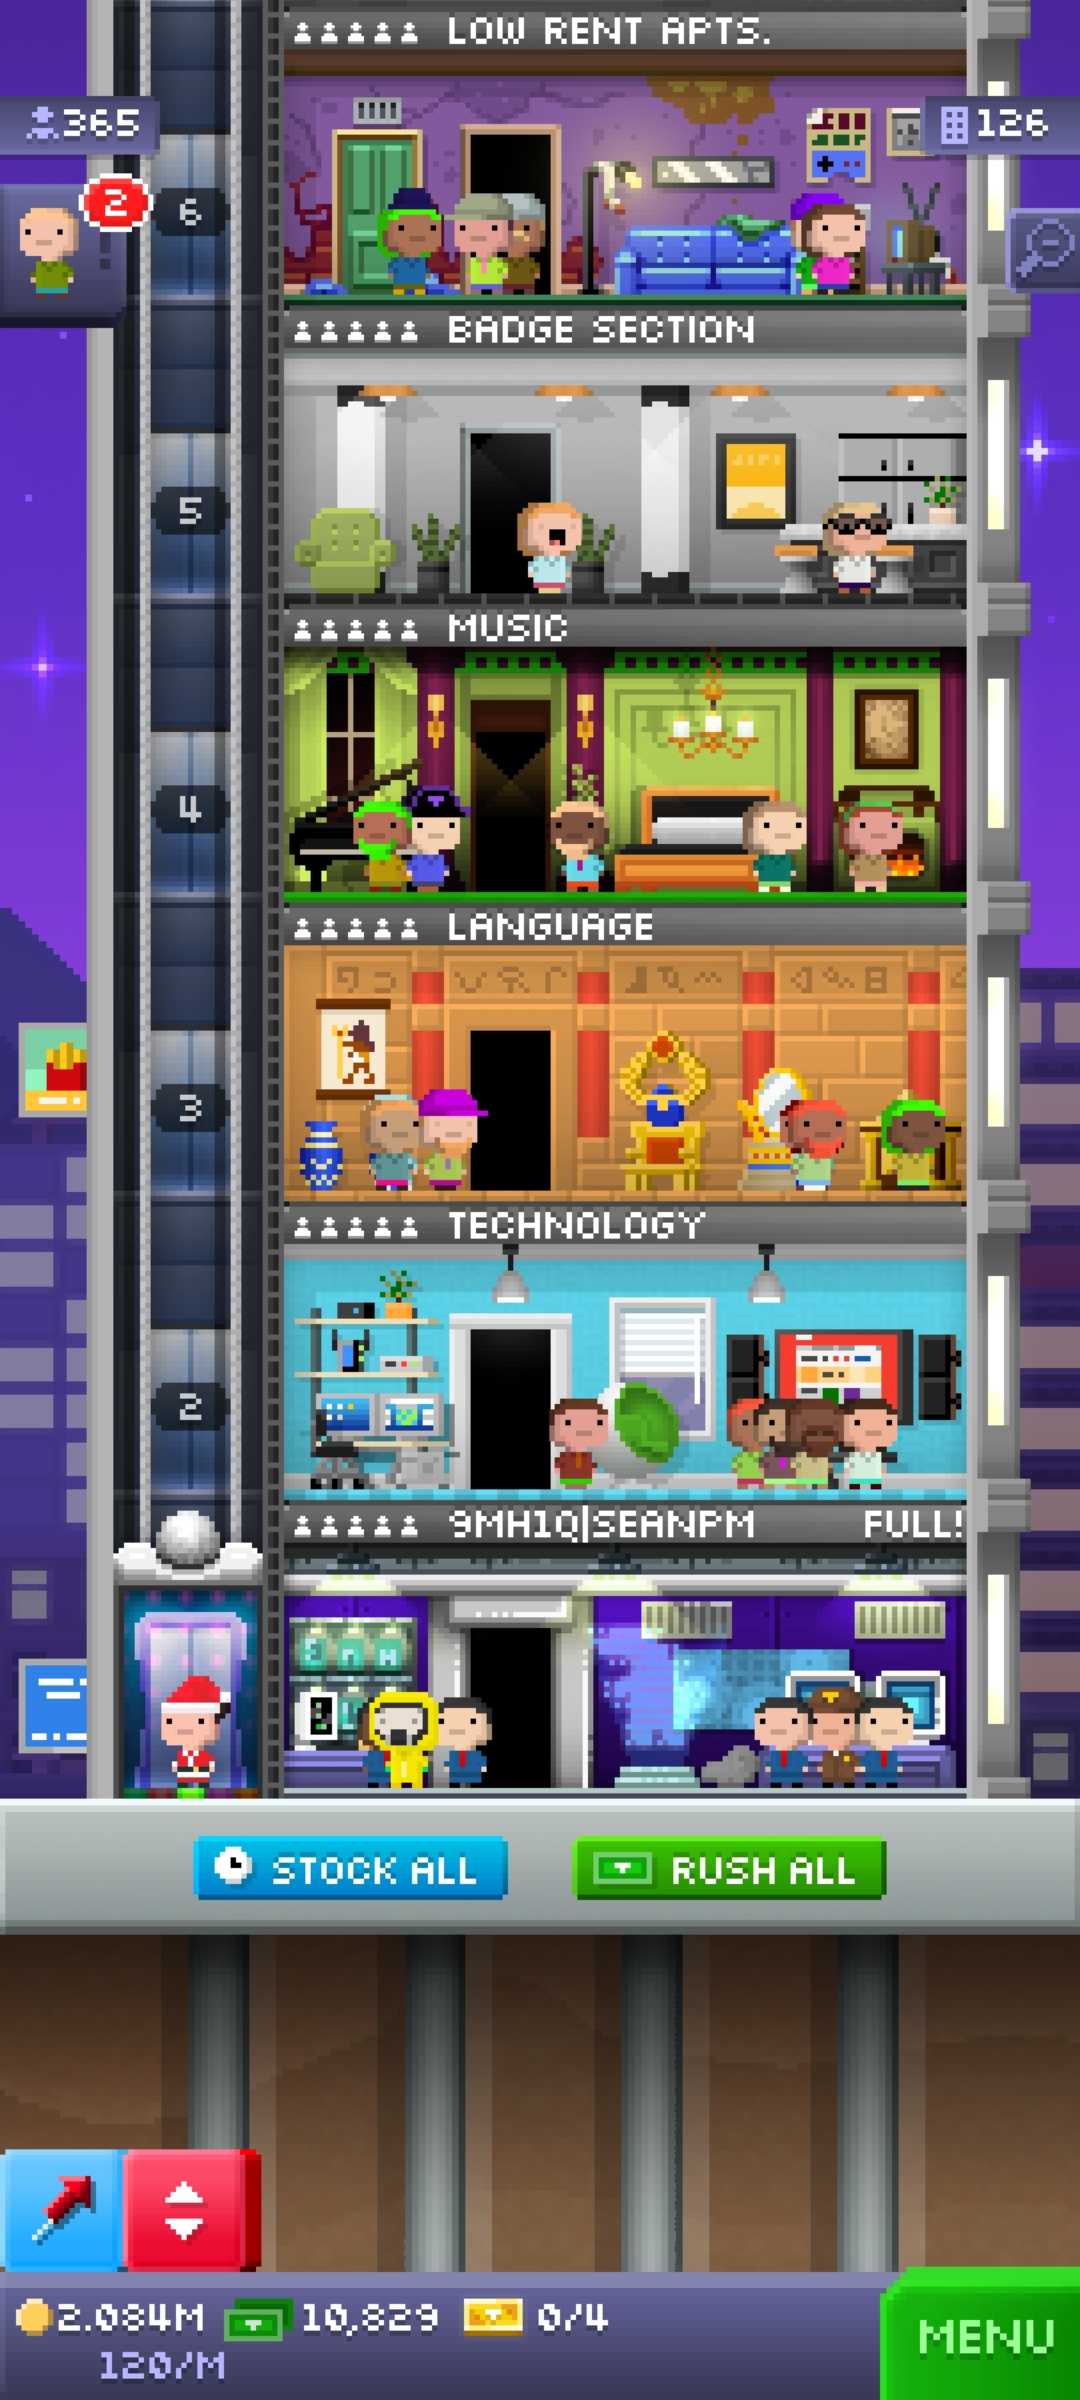 LOW RENT APTS.
365
126
2
6
BADGE SECTION
5
MUSIC
4
LANGUAGE
3
TECHNOLOGY
2
9MH1Q|SEANPM FULL!
STOCK ALL
RUSH ALL
2.084M 10,829 0/4
120/M
MENU